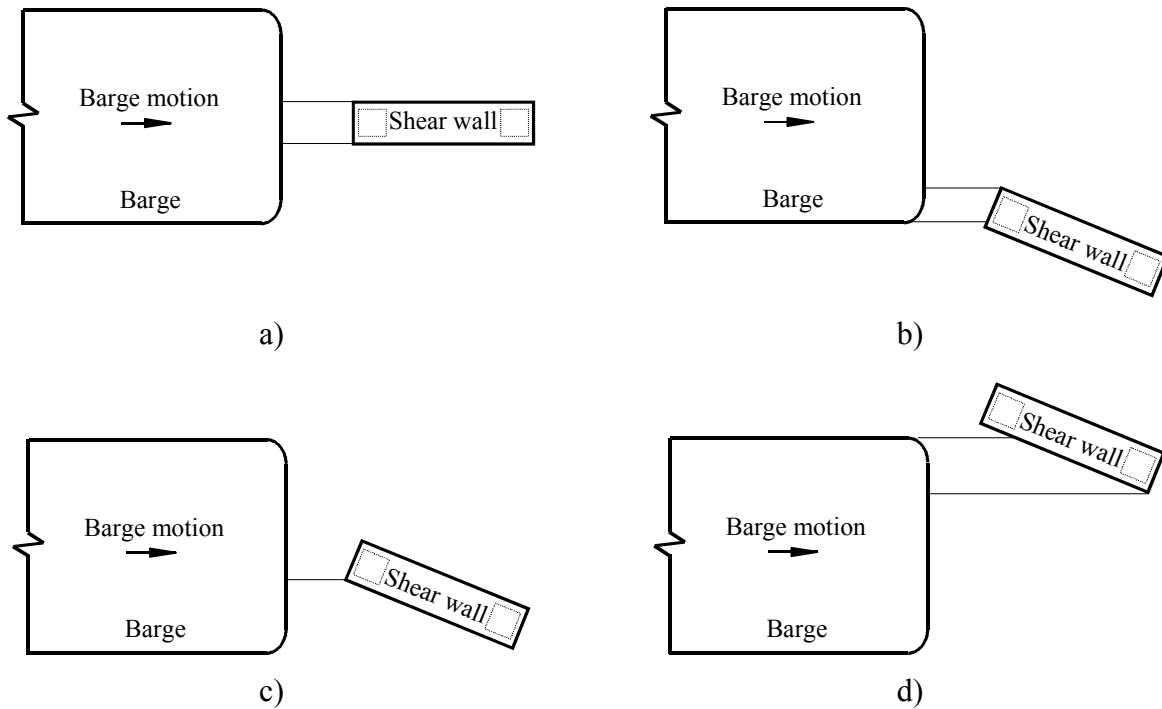 Barge motion
Shear wall
Barge
a)
Barge motion
Shear wall
Barge
b)
Barge motion
Shear wall
Barge
c)
Barge motion
Shear wall
Barge
d)